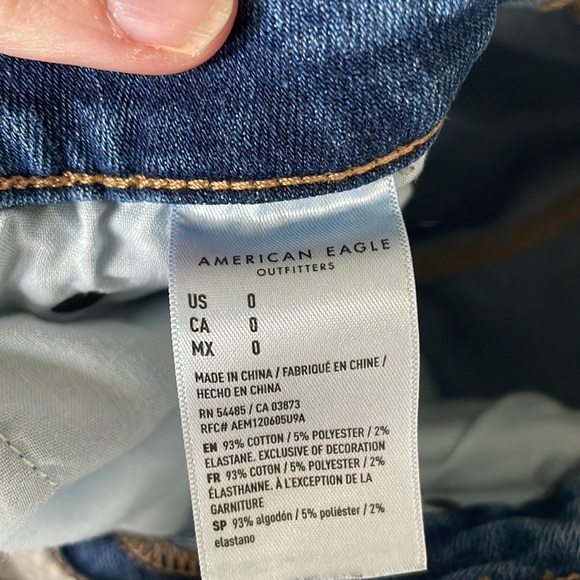 AMERICAN EAGLE
OUTFITTERS
US 0
CA 0
MX 0
MADE IN CHINA / FABRIQUÉ EN CHINE /
HECHO EN CHINA
RN 54485 / CA 03873
RFC# AEM120605U9A
EN 93% COTTON / 5% POLYESTER / 2%
ELASTANE. EXCLUSIVE OF DECORATION
FR 93% COTON / 5% POLYESTER / 2%
ÉLASTHANNE. À L'EXCEPTION DE LA
GARNITURE
SP 93% algodón / 5% poliéster / 2%
elastano